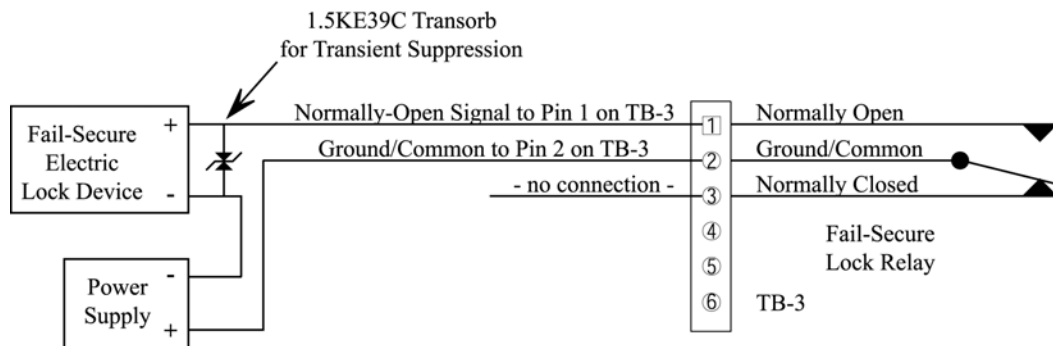 1.5KE39C Transorb
for Transient Suppression
Fail-Secure
Electric
Lock Device
+
-
Normally-Open Signal to Pin 1 on TB-3
1
Normally Open
Ground/Common to Pin 2 on TB-3
2
Ground/Common
- no connection -
3
Normally Closed
4
5
6
Fail-Secure
Lock Relay
TB-3
Power
Supply
-
+